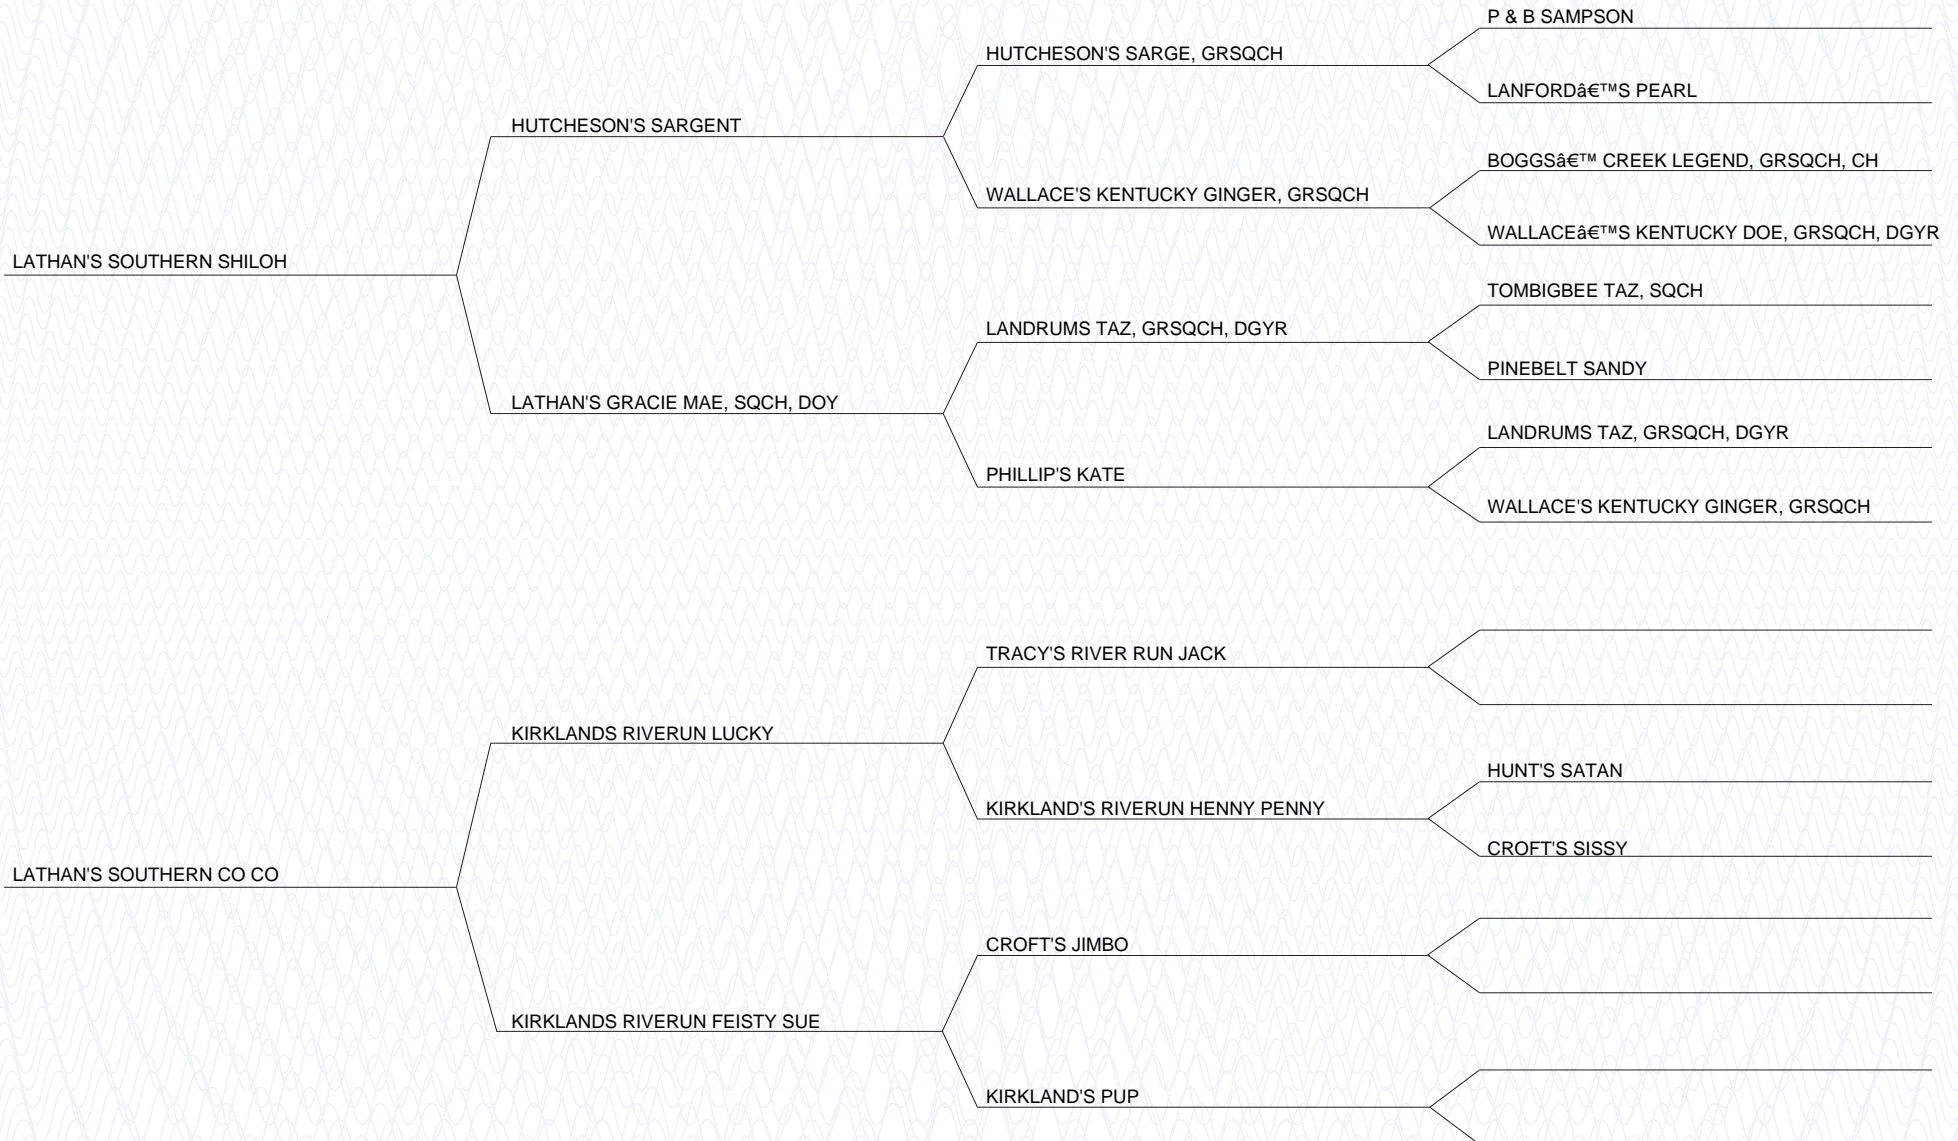 P & B SAMPSON
HUTCHESON'S SARGE, GRSQCH
LANFORDâ€™S PEARL
HUTCHESON'S SARGENT
BOGGSâ€™ CREEK LEGEND, GRSQCH, CH
WALLACE'S KENTUCKY GINGER, GRSQCH
WALLACEâ€™S KENTUCKY DOE, GRSQCH, DGYR
LATHAN'S SOUTHERN SHILOH
TOMBIGBEE TAZ, SQCH
LANDRUMS TAZ, GRSQCH, DGYR
PINEBELT SANDY
LATHAN'S GRACIE MAE, SQCH, DOY
LANDRUMS TAZ, GRSQCH, DGYR
PHILLIP'S KATE
WALLACE'S KENTUCKY GINGER, GRSQCH
TRACY'S RIVER RUN JACK
KIRKLANDS RIVERUN LUCKY
HUNT'S SATAN
KIRKLAND'S RIVERUN HENNY PENNY
CROFT'S SISSY
LATHAN'S SOUTHERN CO CO
CROFT'S JIMBO
KIRKLANDS RIVERUN FEISTY SUE
KIRKLAND'S PUP